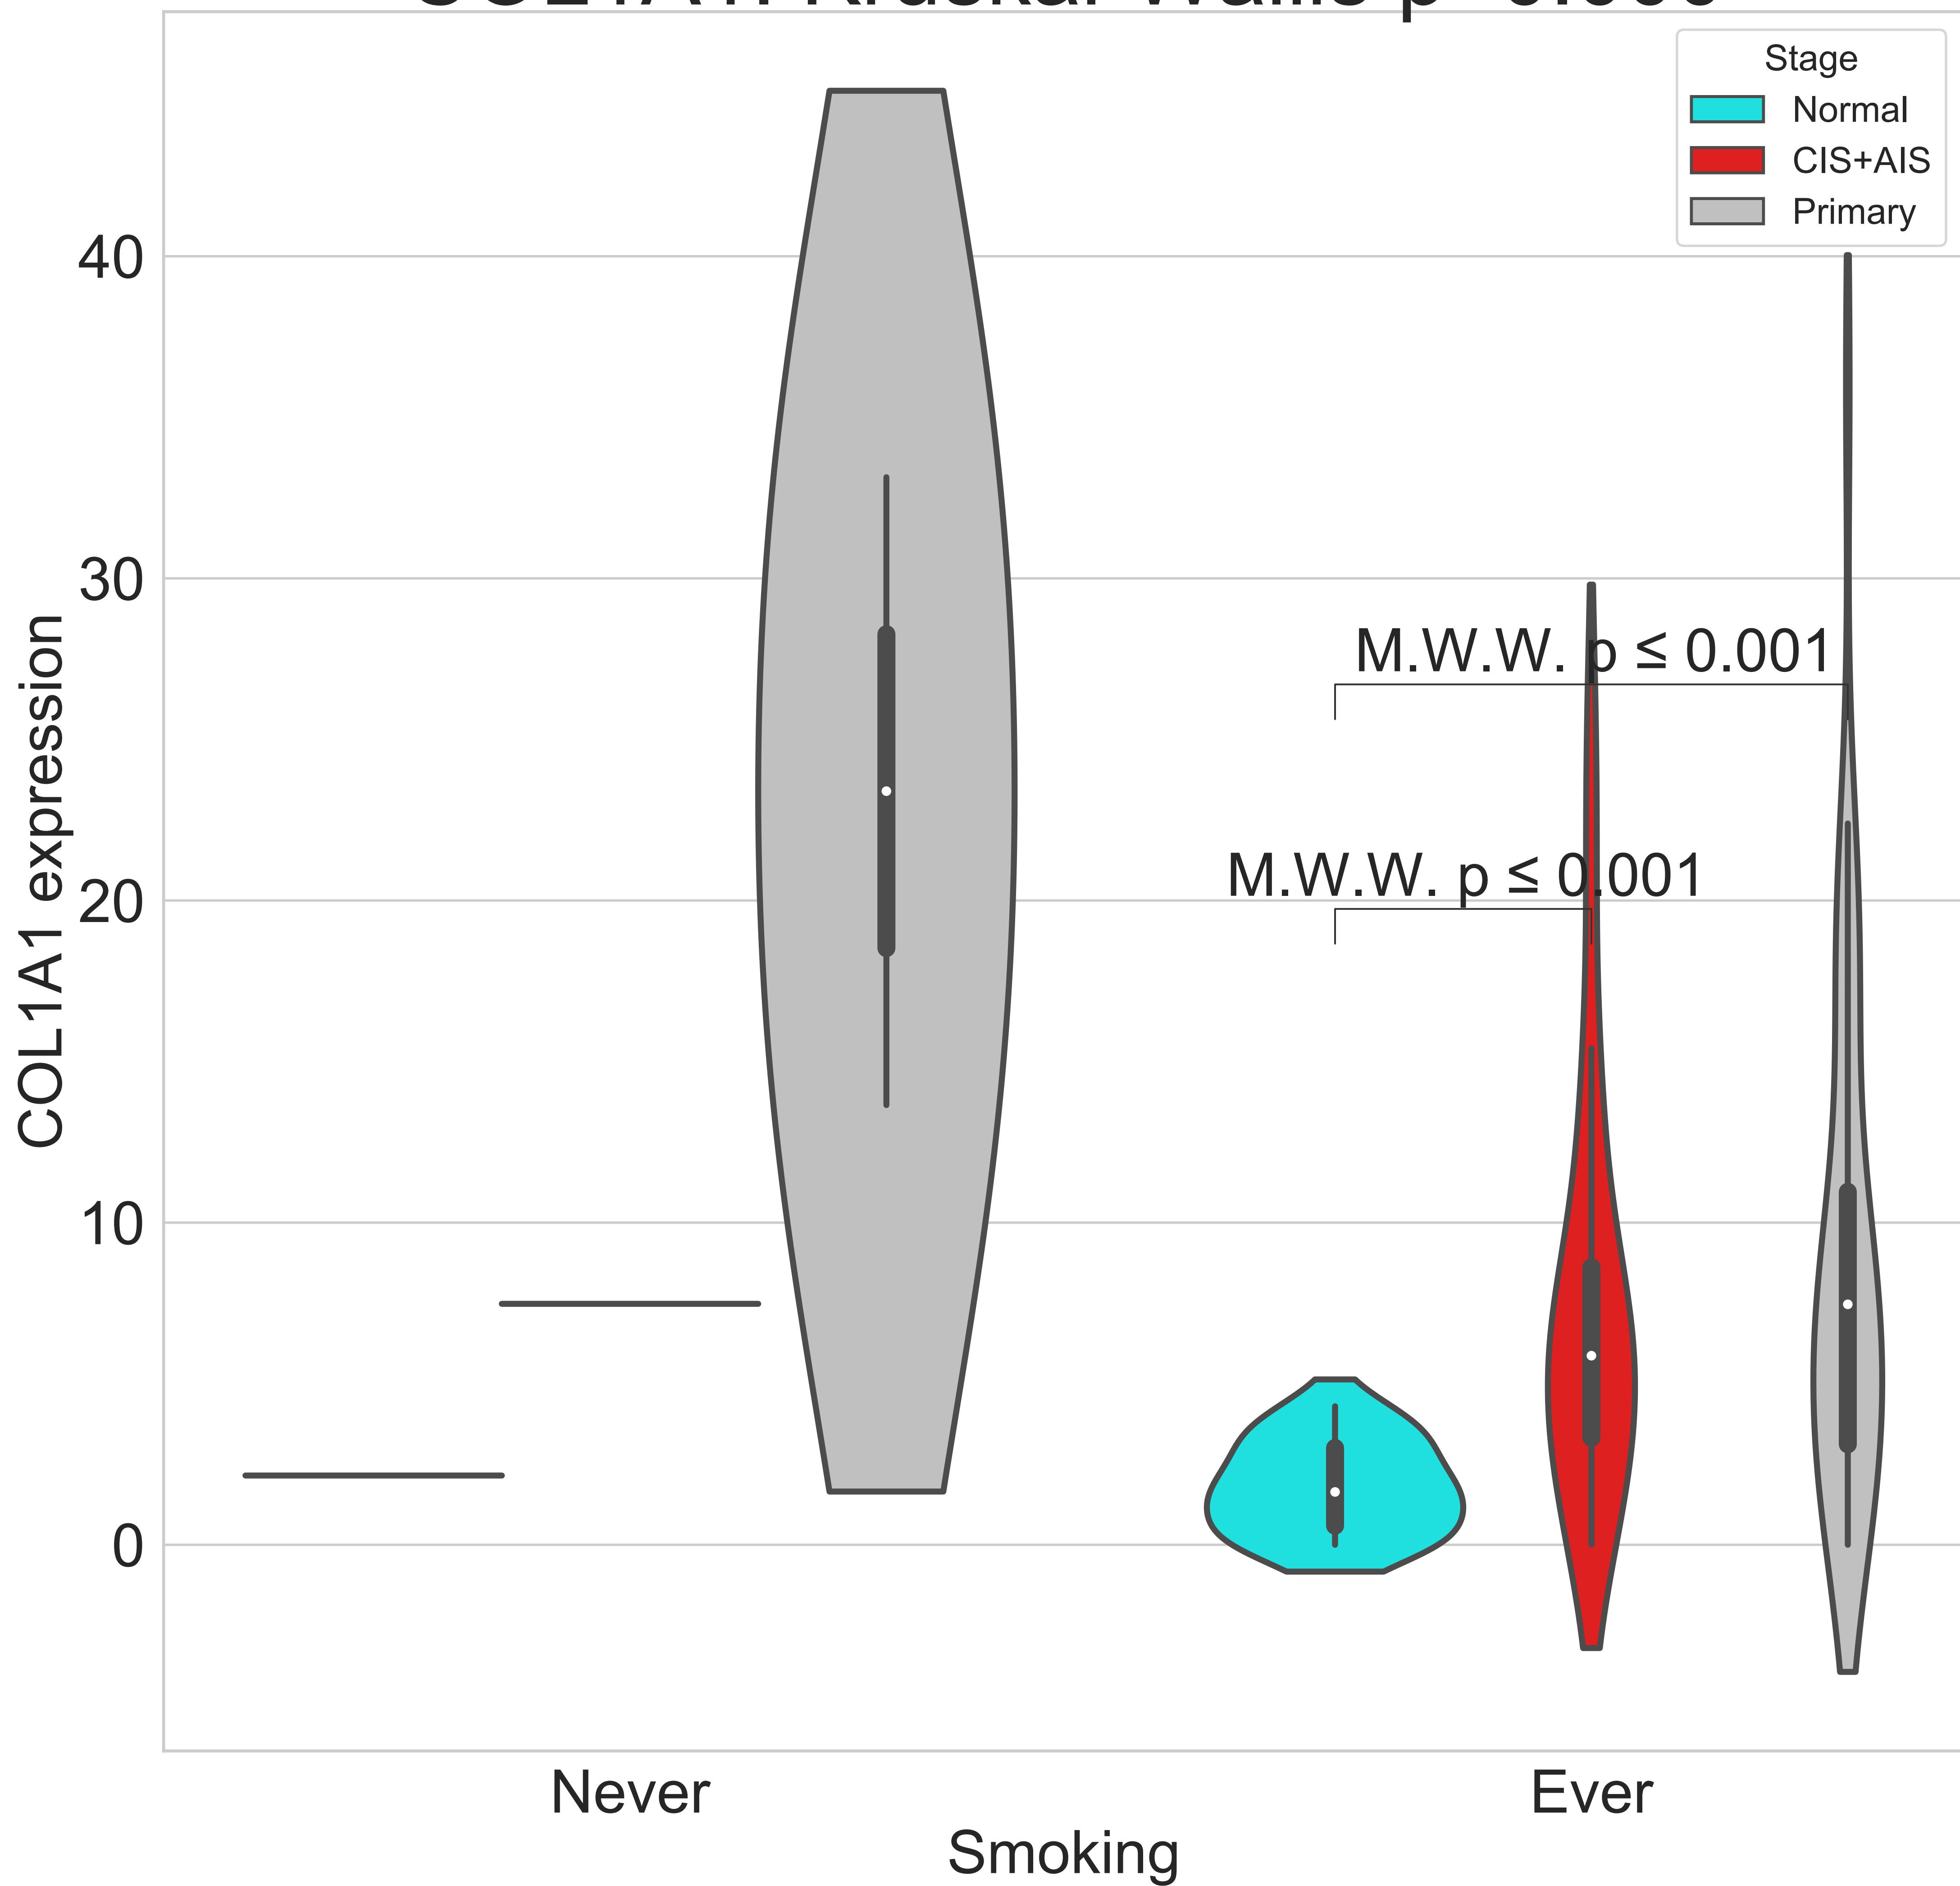 Stage
Normal
CIS+AIS
Primary
40
30
20
10
0
COL1A1 expression
M.W.W. p ≤ 0.001
M.W.W. p ≤ 0.001
Never
Ever
Smoking